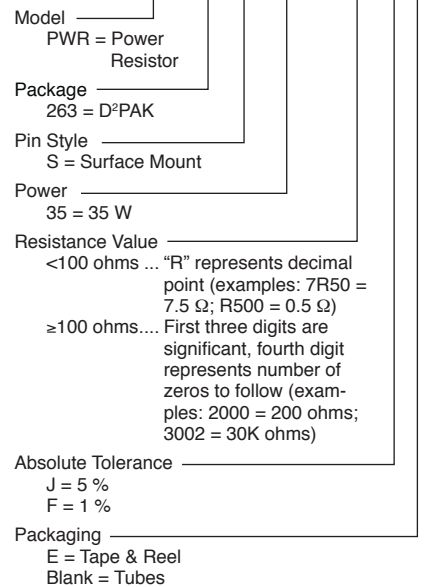 Model
PWR = Power
Resistor
Package
263 = D²PAK
Pin Style
S = Surface Mount
Power
35 = 35 W
Resistance Value
<100 ohms ... “R” represents decimal
point (examples: 7R50 =
7.5 Ω; R500 = 0.5 Ω)
≥100 ohms.... First three digits are
significant, fourth digit
represents number of
zeros to follow (exam-
ples: 2000 = 200 ohms;
3002 = 30K ohms)
Absolute Tolerance
J = 5 %
F = 1 %
Packaging
E = Tape & Reel
Blank = Tubes